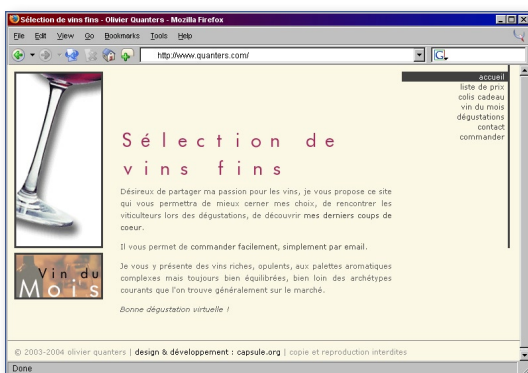 Sélection de vins fins - Olivier Quanters - Mozilla Firefox
File Edit View Go Bookmarks Tools Help
http://www.quanters.com/
G
accueil
liste de prix
colis cadeau
vin du mois
dégustations
contact
commander
Sélection de
vins fins
Désireux de partager ma passion pour les vins, je vous propose ce site
qui vous permettra de mieux cerner mes choix, de rencontrer les
viticulteurs lors des dégustations, de découvrir mes derniers coups de
coeur.
Il vous permet de commander facilement, simplement par email.
Je vous y présente des vins riches, opulents, aux palettes aromatiques
complexes mais toujours bien équilibrées, bien loin des archétypes
courants que l'on trouve généralement sur le marché.
Bonne dégustation virtuelle !
Vin du
Mois
© 2003-2004 olivier quanters | design & développement : capsule.org | copie et reproduction interdites
Done